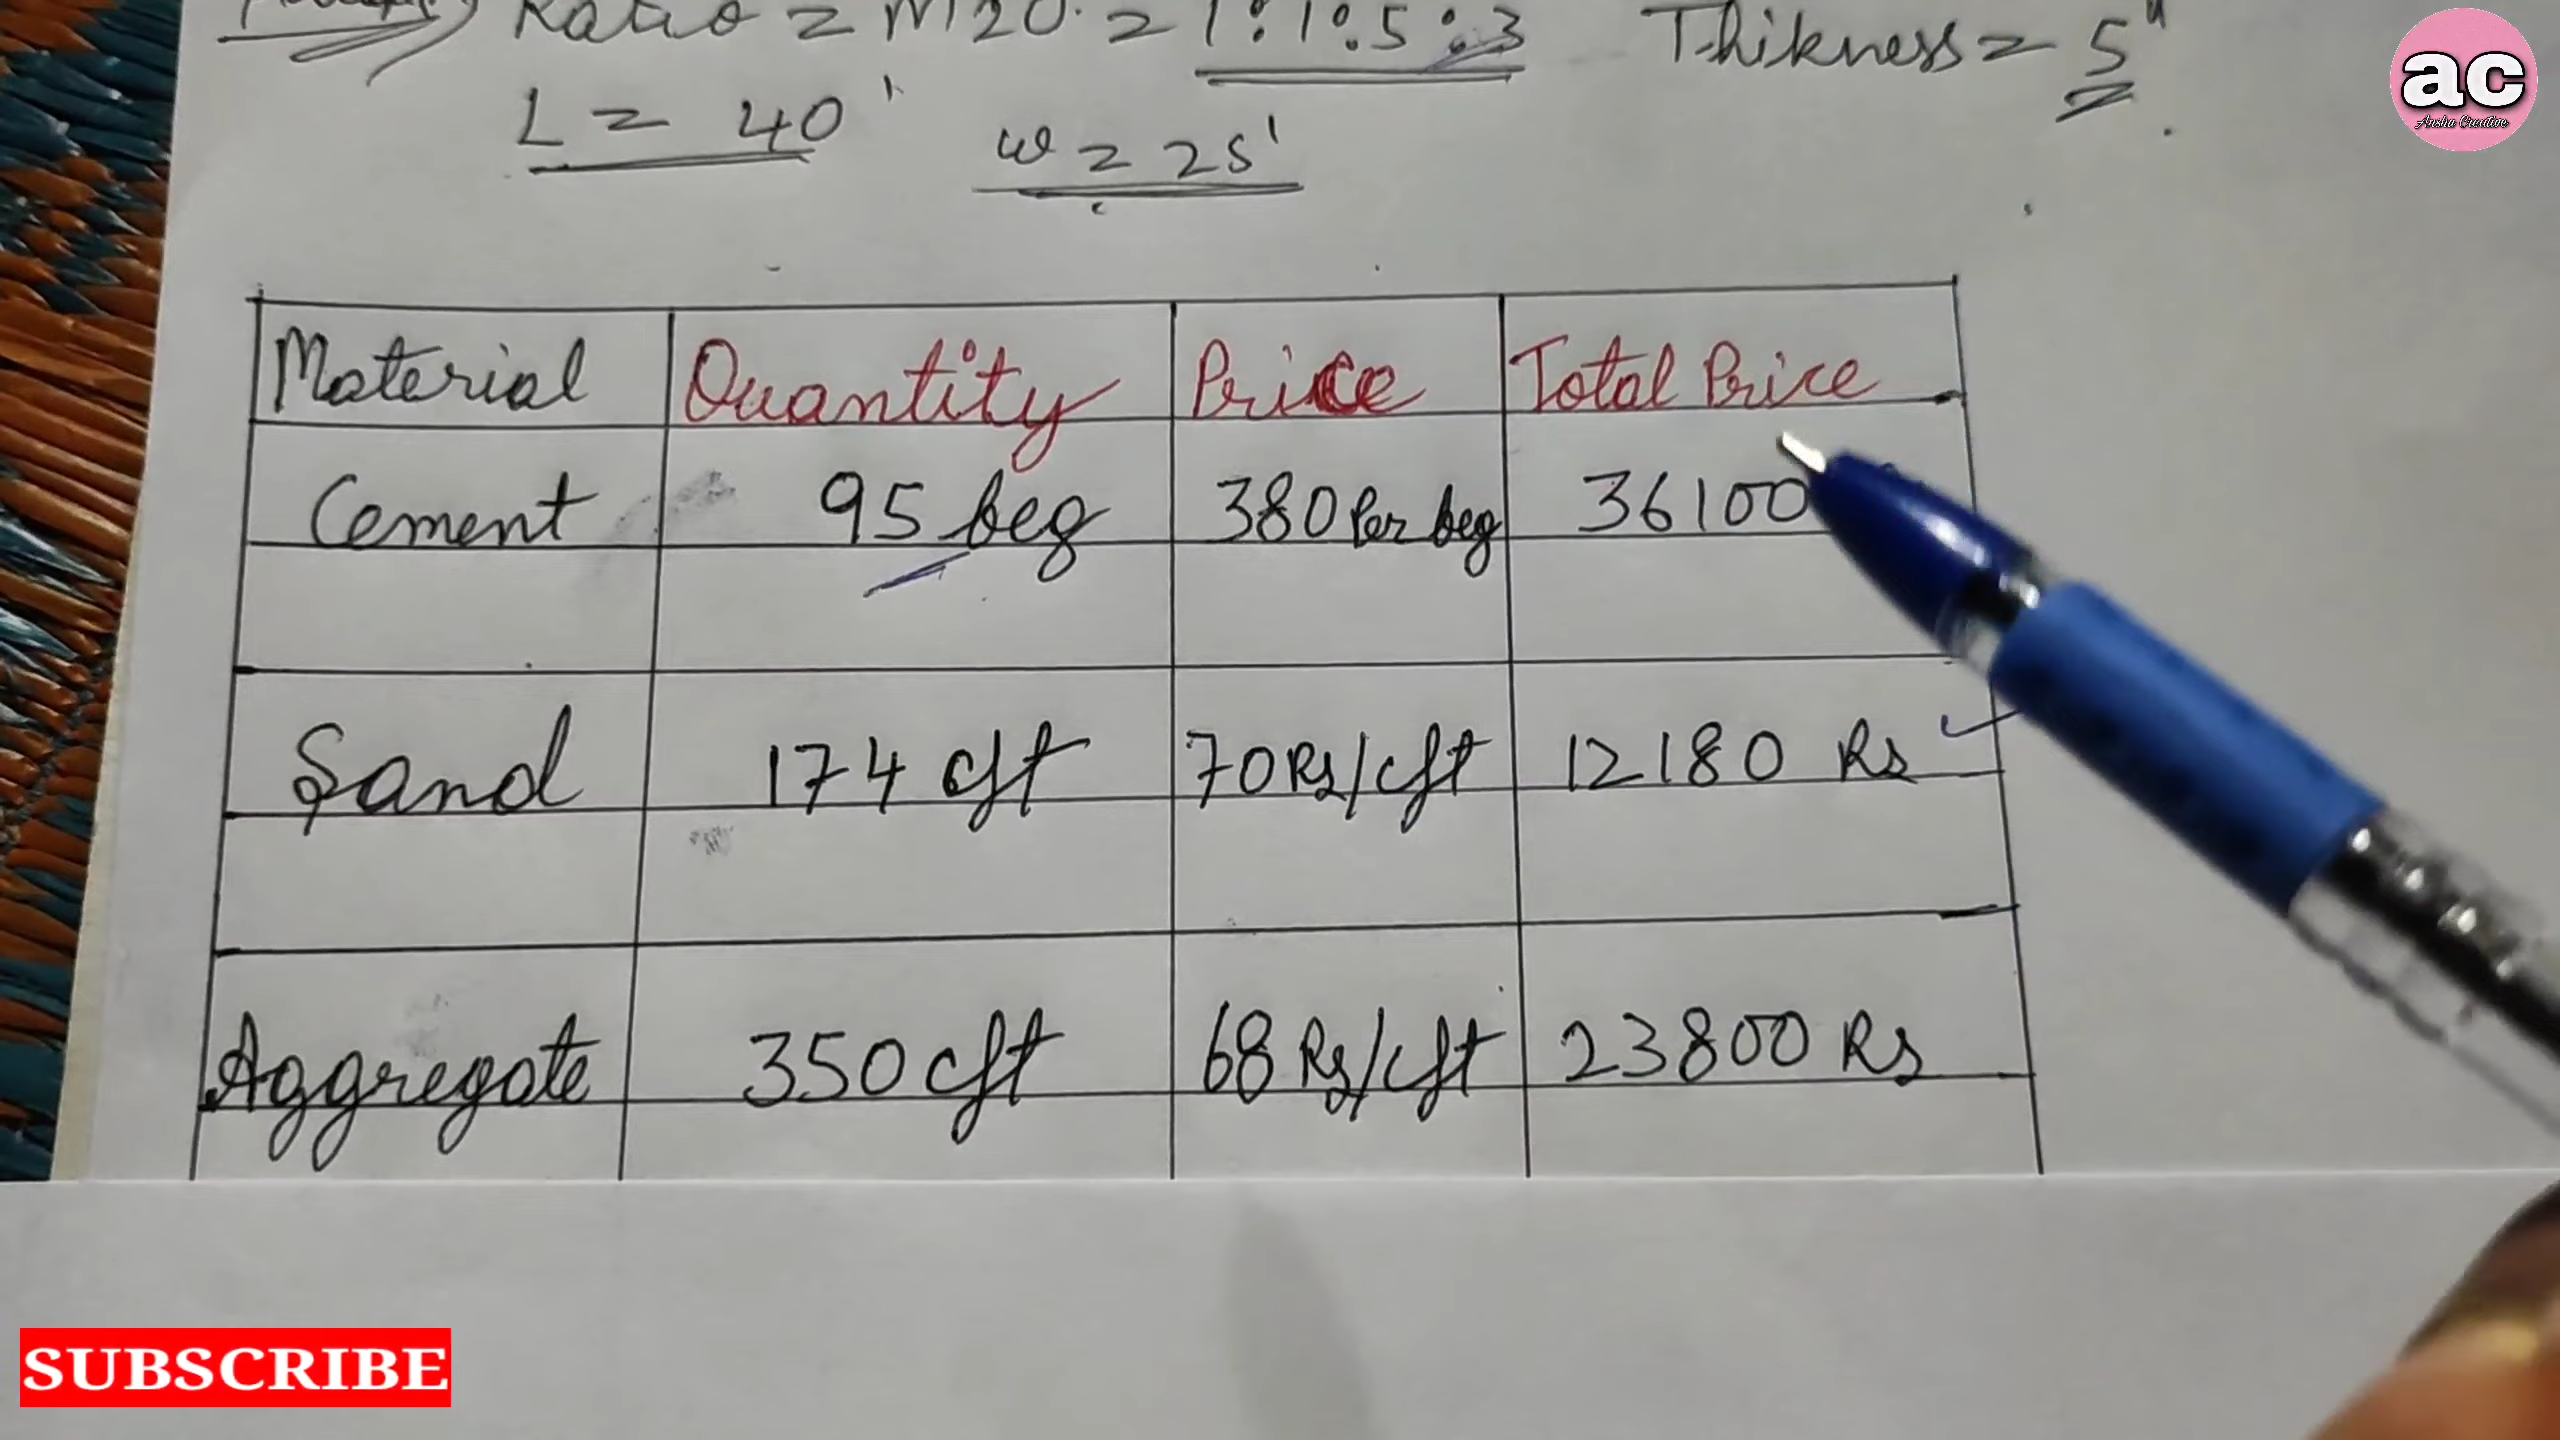 Ratio = M20. = 1:1:5:3 Thikness = 5"
L = 40' w = 25'
ac
Ansha Creative
Material Quantity Price Total Price
Cement 95 beg 380 Per beg 36100
Sand 174 cft 70 Rs/cft 12180 Rs
Aggregate 350 cft 68 Rs/cft 23800 Rs
SUBSCRIBE